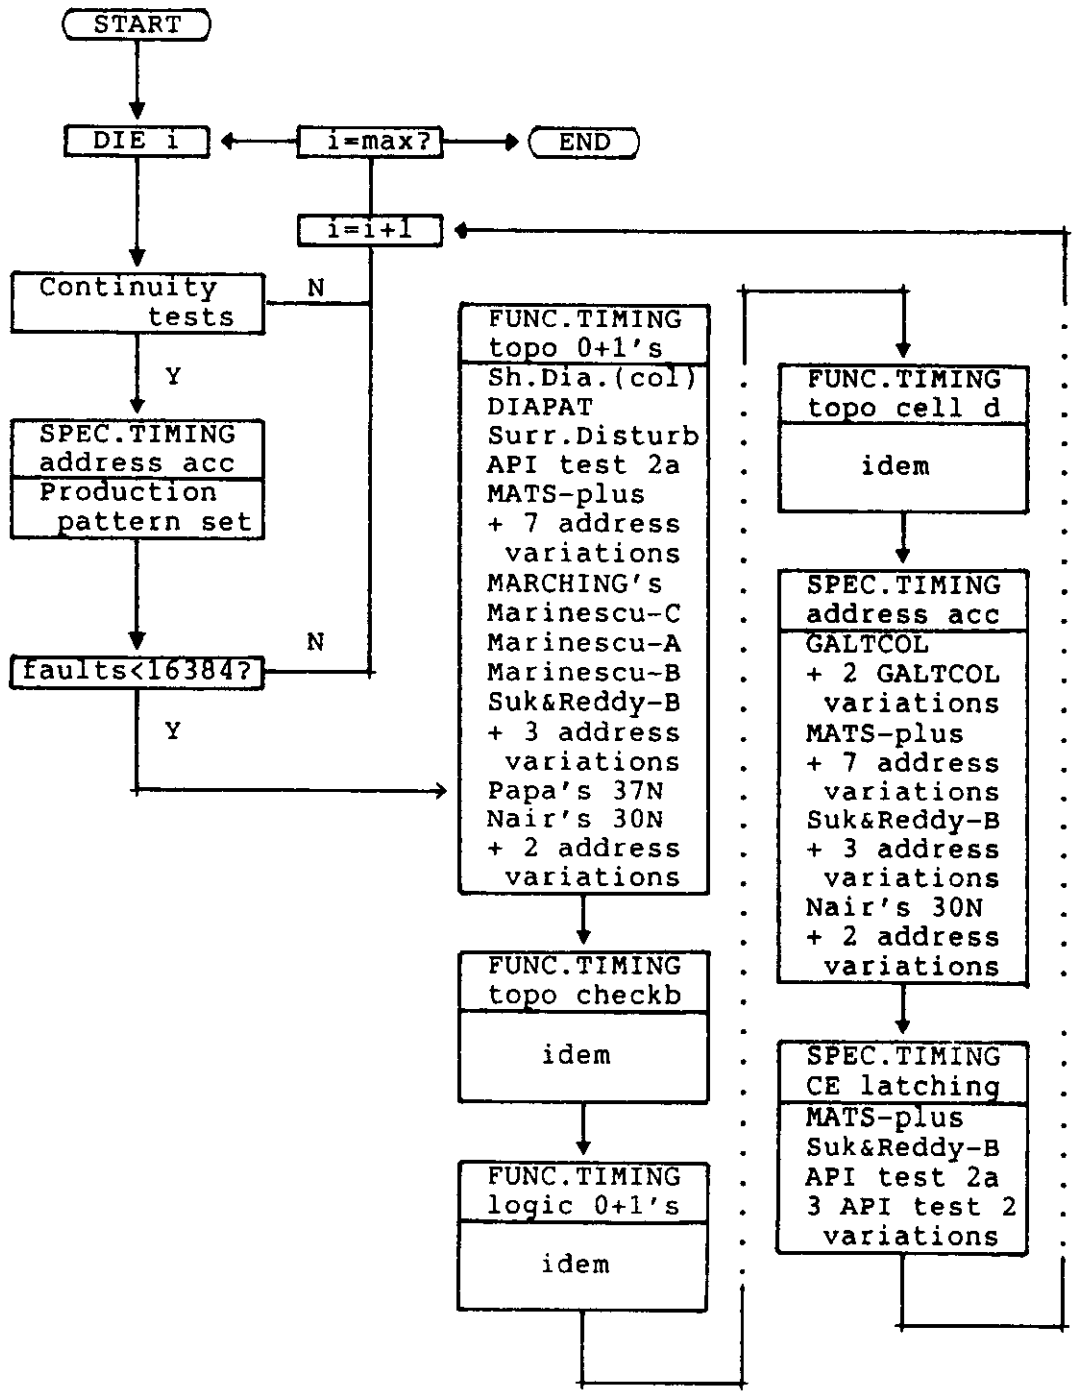 START
DIE i
i=max?
END
i=i+1
Continuity
tests
N
Y
SPEC.TIMING
address acc
Production
pattern set
faults<16384?
N
Y
FUNC.TIMING
topo 0+1's
Sh.Dia.(col)
DIAPAT
Surr.Disturb
API test 2a
MATS-plus
+ 7 address
variations
MARCHING's
Marinescu-C
Marinescu-A
Marinescu-B
Suk&Reddy-B
+ 3 address
variations
Papa's 37N
Nair's 30N
+ 2 address
variations
FUNC.TIMING
topo checkb
idem
FUNC.TIMING
logic 0+1's
idem
FUNC.TIMING
topo cell d
idem
SPEC.TIMING
address acc
GALTCOL
+ 2 GALTCOL
variations
MATS-plus
+ 7 address
variations
Suk&Reddy-B
+ 3 address
variations
Nair's 30N
+ 2 address
variations
SPEC.TIMING
CE latching
MATS-plus
Suk&Reddy-B
API test 2a
3 API test 2
variations